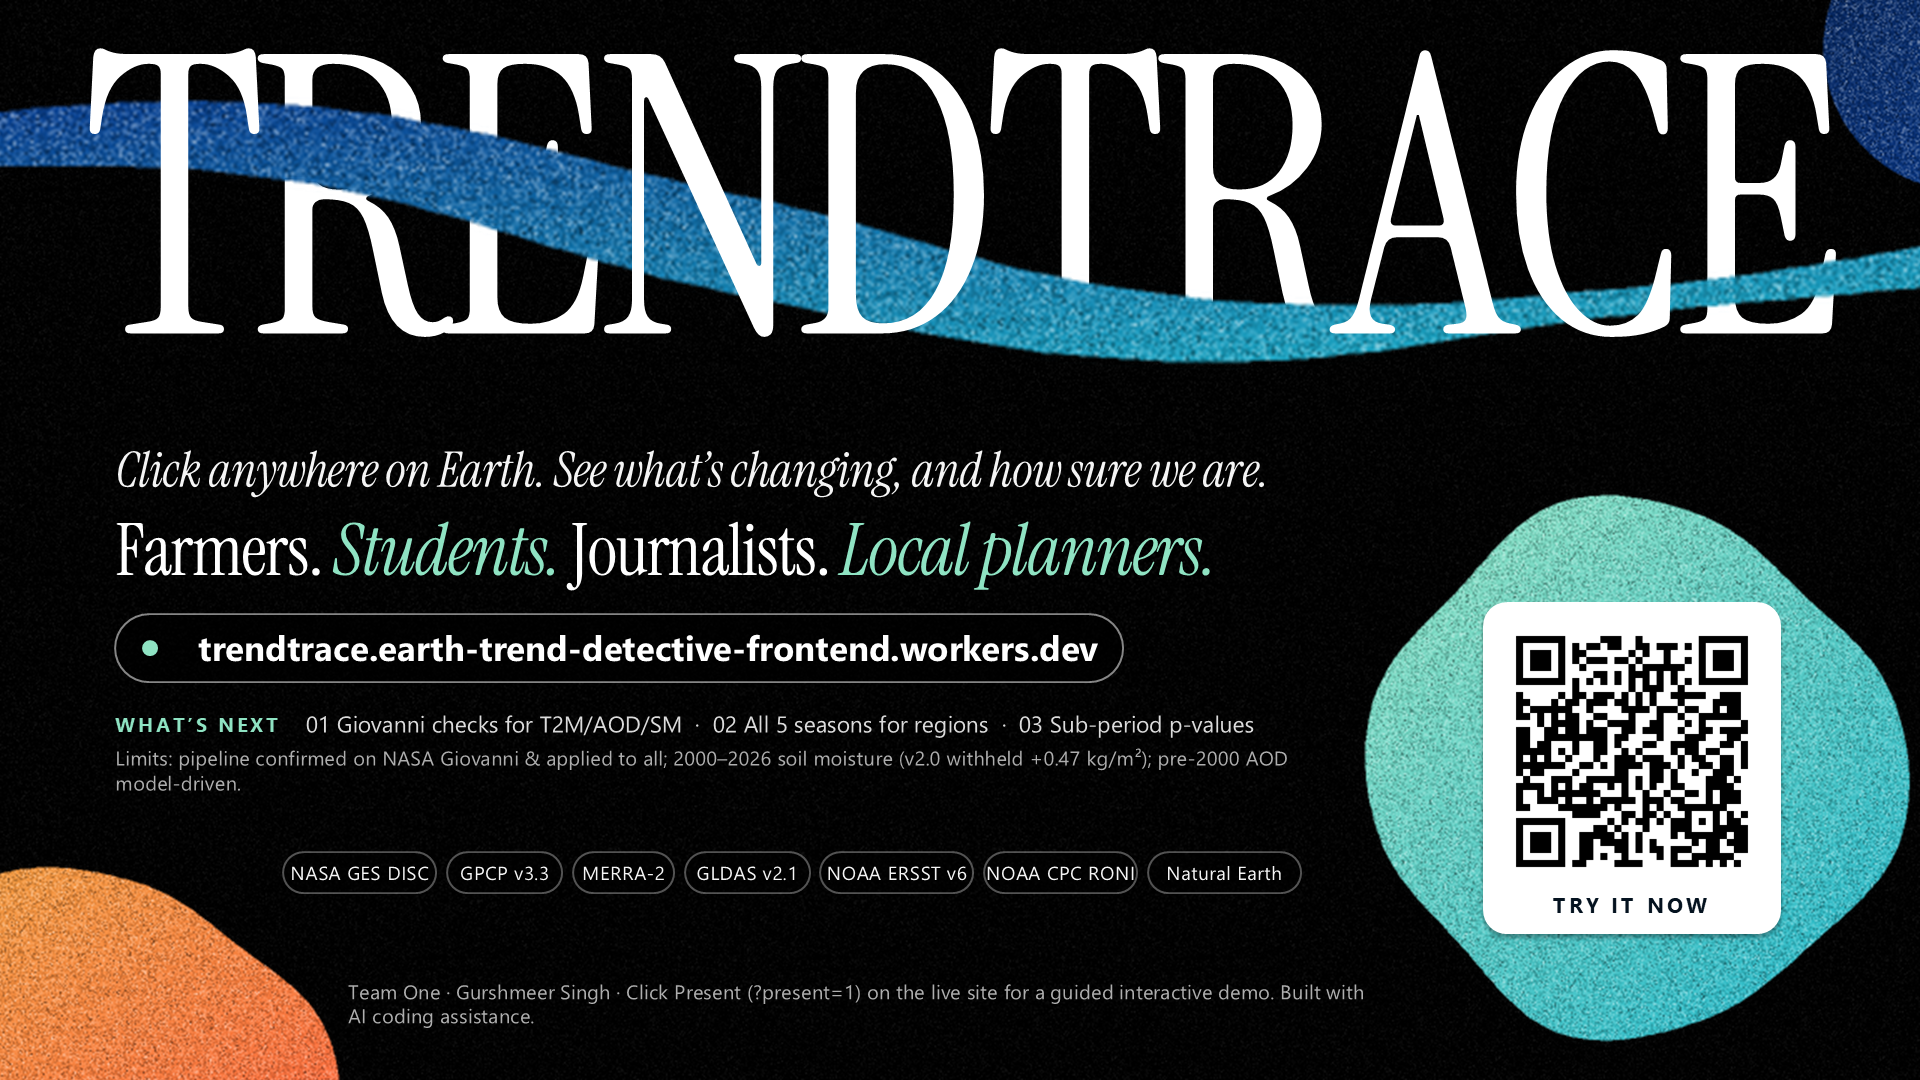 TRENDTRACE
Click anywhere on Earth. See what’s changing, and how sure we are.
Farmers. Students. Journalists. Local planners.
trendtrace.earth-trend-detective-frontend.workers.dev
WHAT’S NEXT 01 Giovanni checks for T2M/AOD/SM · 02 All 5 seasons for regions · 03 Sub-period p-values
Limits: pipeline confirmed on NASA Giovanni & applied to all; 2000–2026 soil moisture (v2.0 withheld +0.47 kg/m²); pre-2000 AOD
model-driven.
NASA GES DISC GPCP v3.3 MERRA-2 GLDAS v2.1 NOAA ERSST v6 NOAA CPC RONI Natural Earth
TRY IT NOW
Team One · Gurshmeer Singh · Click Present (?present=1) on the live site for a guided interactive demo. Built with
AI coding assistance.